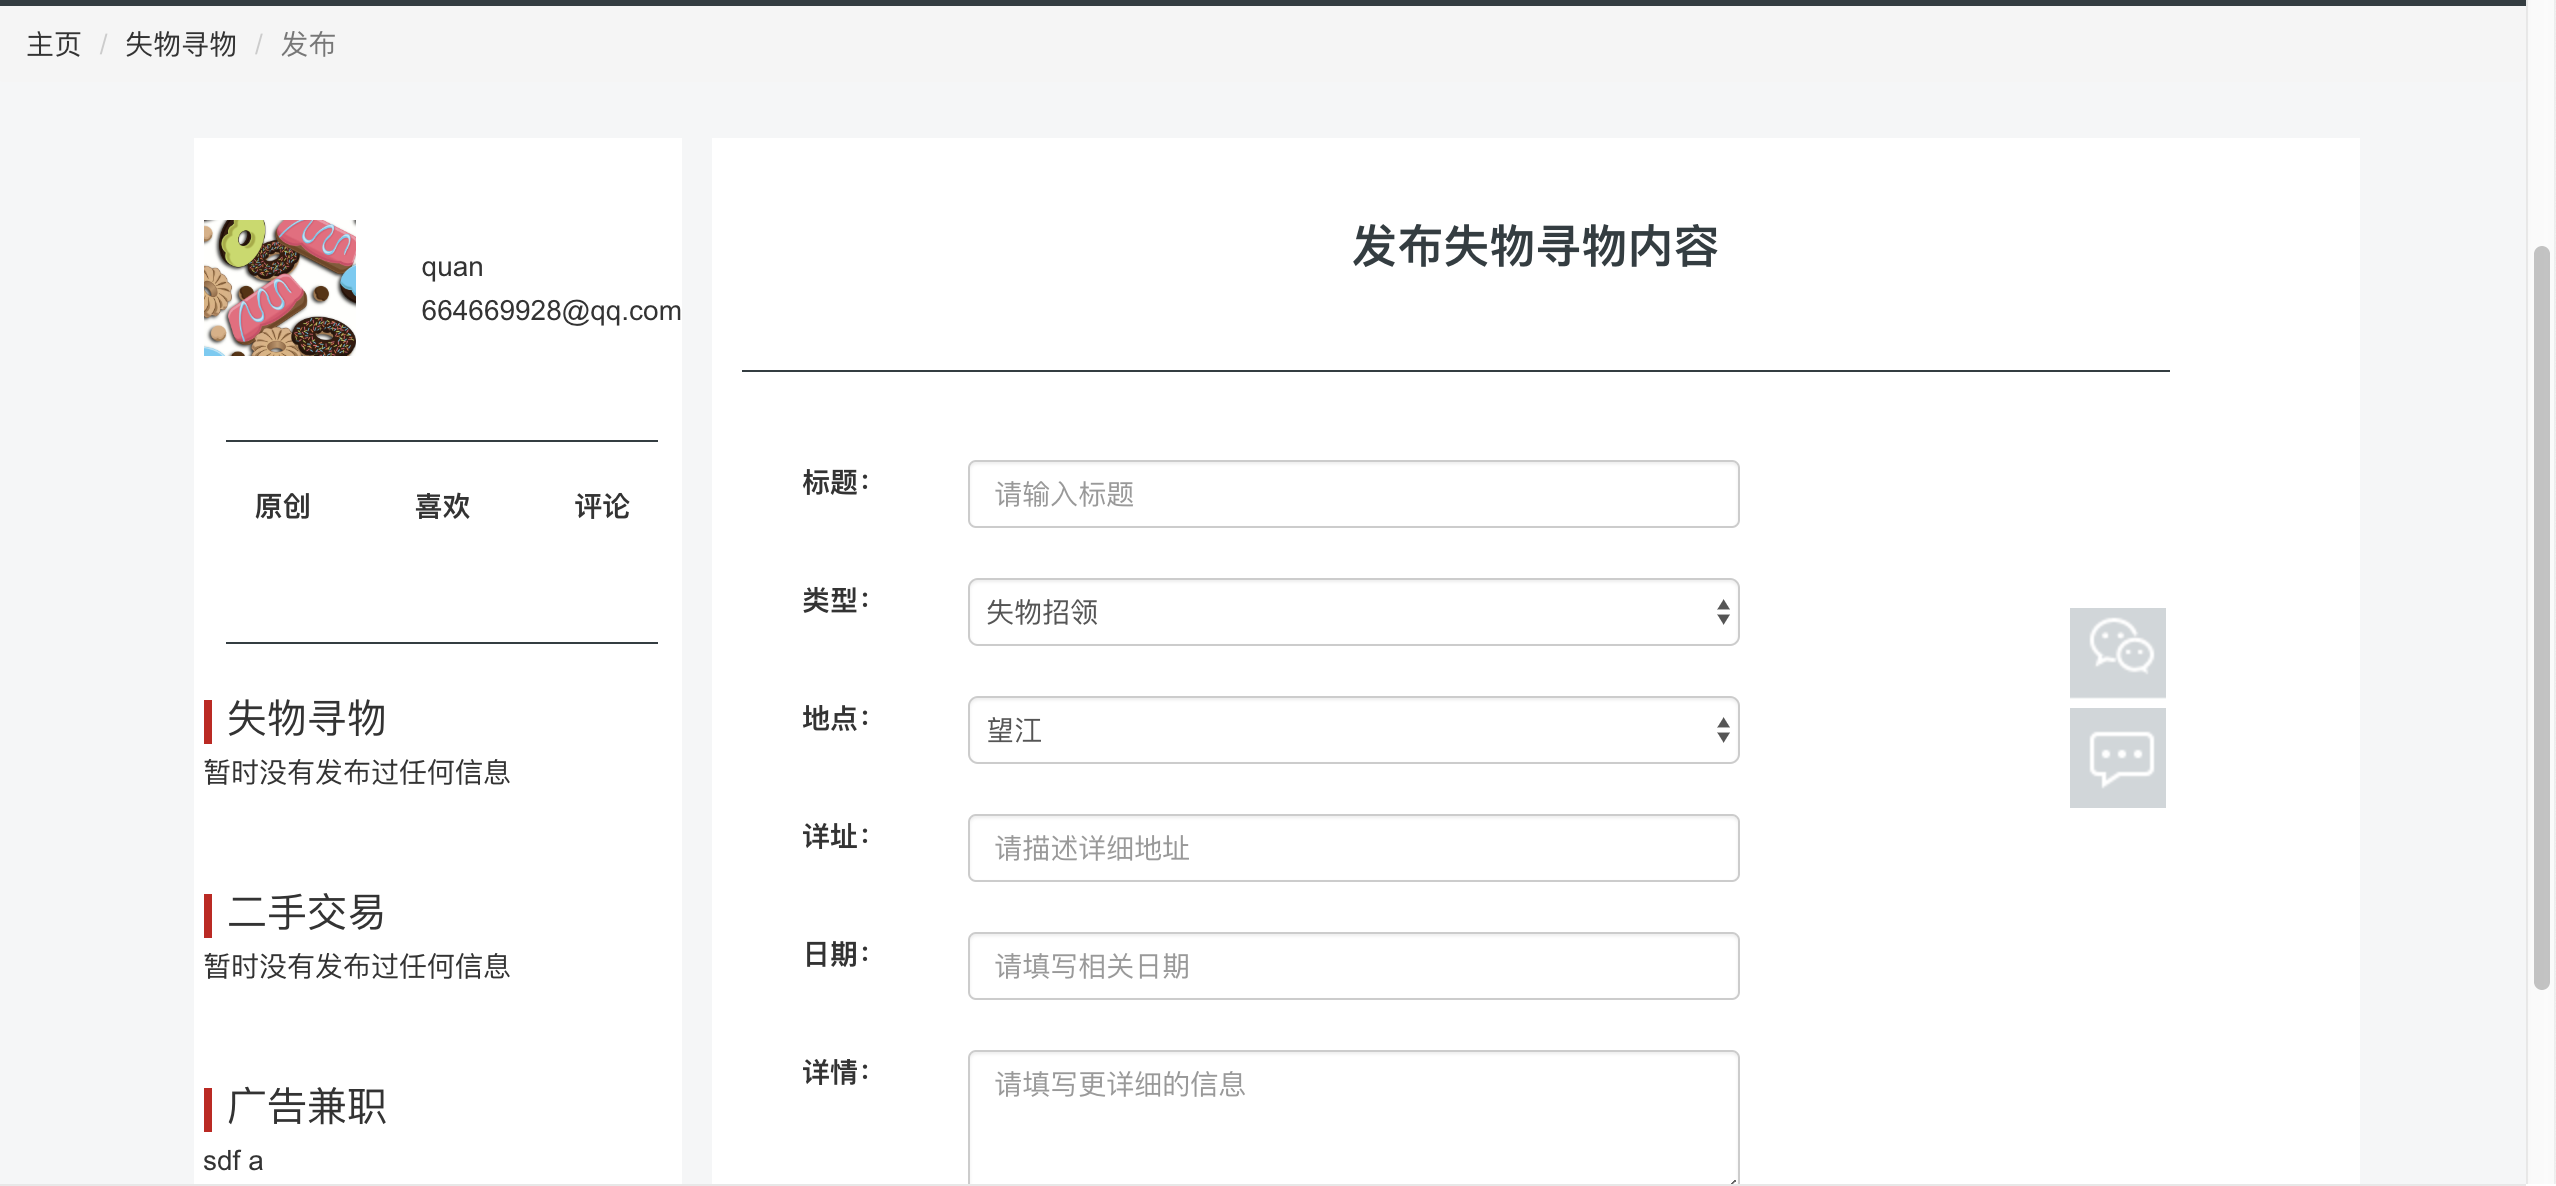 主页 / 失物寻物 / 发布
quan
664669928@qq.com
原创 喜欢 评论
失物寻物
暂时没有发布过任何信息
二手交易
暂时没有发布过任何信息
广告兼职
sdf a
发布失物寻物内容
标题： 请输入标题
类型： 失物招领
地点： 望江
详址： 请描述详细地址
日期： 请填写相关日期
详情： 请填写更详细的信息